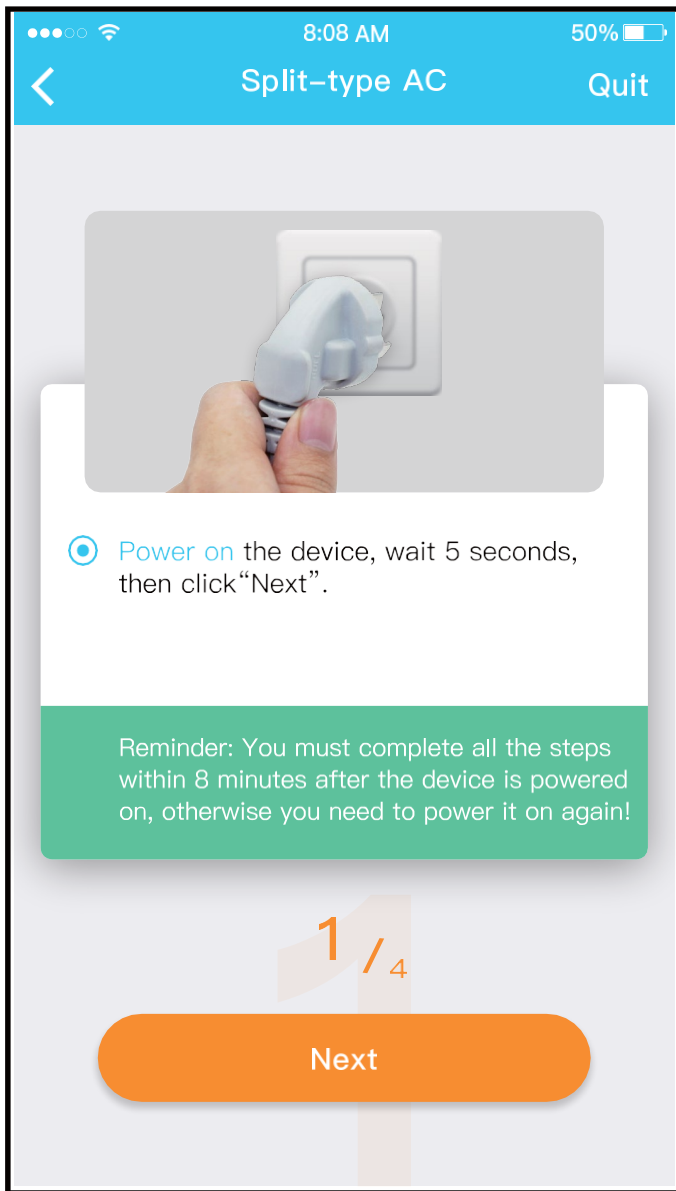 8:08 AM
50%
Split-type AC
Quit
Power on the device, wait 5 seconds,
then click“Next”.
Reminder: You must complete all the steps
within 8 minutes after the device is powered
on, otherwise you need to power it on again!
1
1 / 4
Next